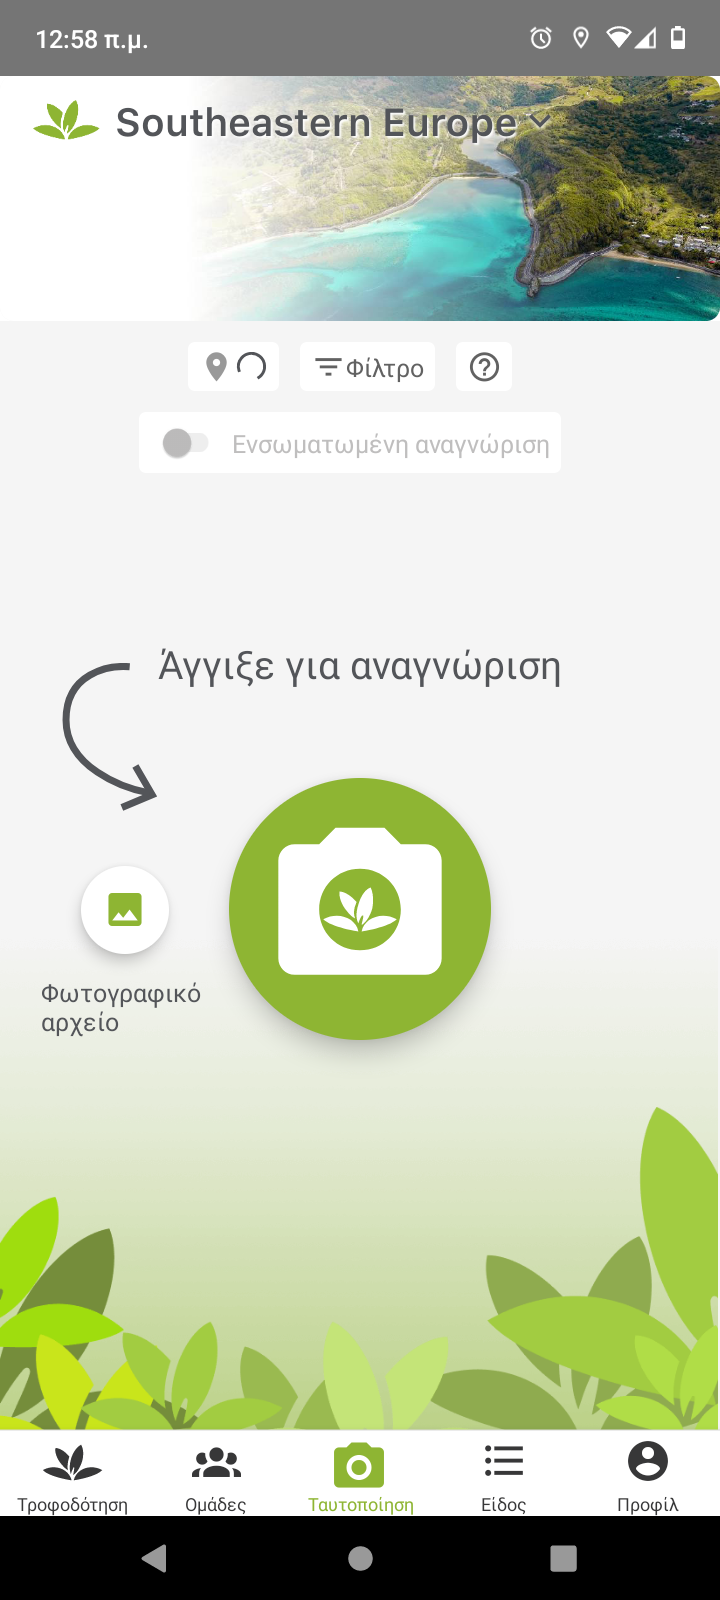 12:58 π.μ.
Southeastern Europe
Φίλτρο
Ενσωματωμένη αναγνώριση
Άγγιξε για αναγνώριση
Φωτογραφικό
αρχείο
Τροφοδότηση
Ομάδες
Ταυτοποίηση
Είδος
Προφίλ